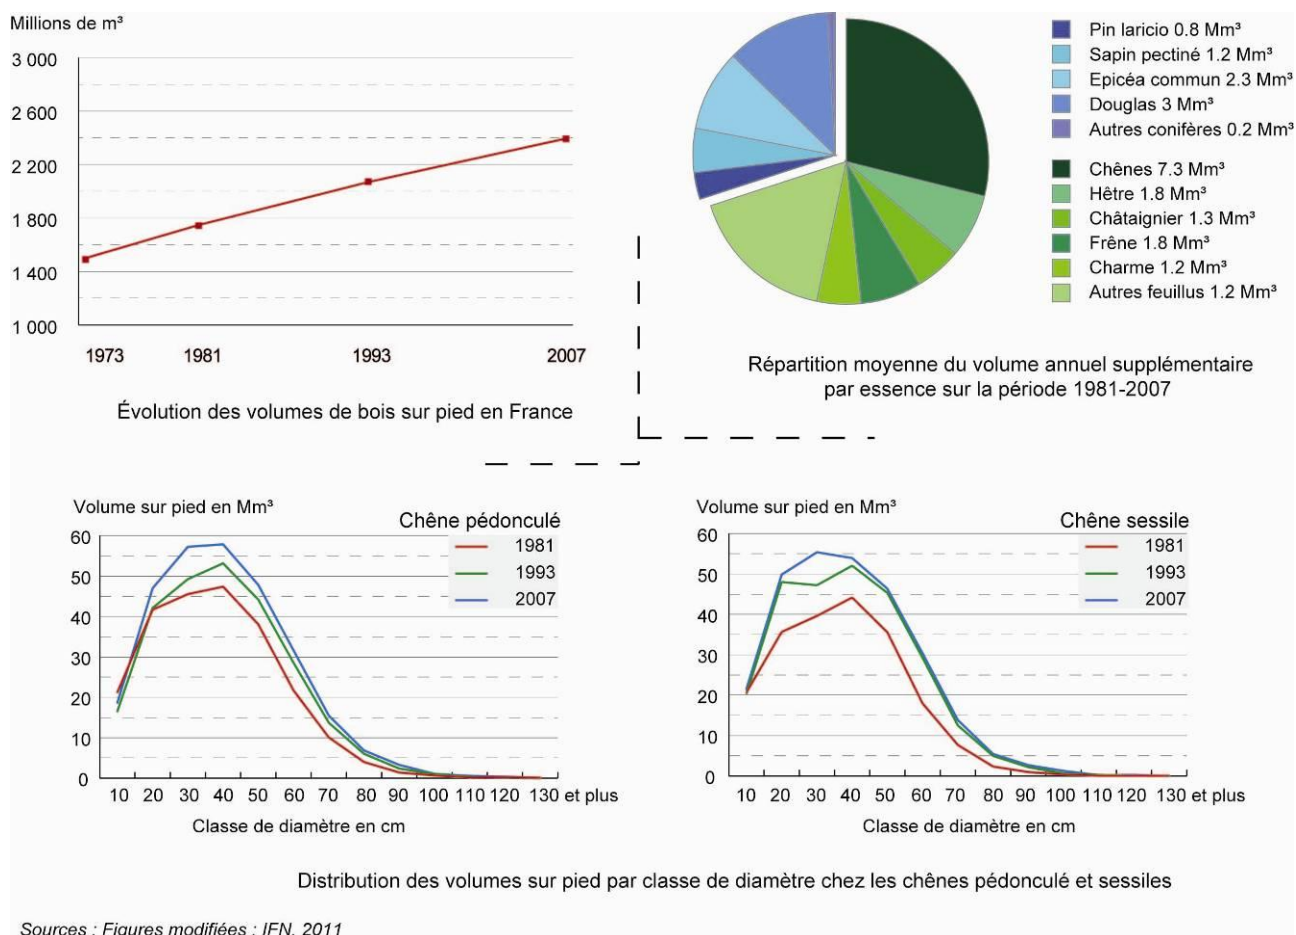 Millions de m³
3 000
2 600
2 200
1 800
1 400
1 000
1973 1981 1993 2007
Évolution des volumes de bois sur pied en France
Pin laricio 0.8 Mm³
Sapin pectiné 1.2 Mm³
Epicéa commun 2.3 Mm³
Douglas 3 Mm³
Autres conifères 0.2 Mm³
Chênes 7.3 Mm³
Hêtre 1.8 Mm³
Châtaignier 1.3 Mm³
Frêne 1.8 Mm³
Charme 1.2 Mm³
Autres feuillus 1.2 Mm³
Répartition moyenne du volume annuel supplémentaire
par essence sur la période 1981-2007
Volume sur pied en Mm³
Chêne pédonculé
1981
1993
2007
60
50
40
30
20
10
0
10 20 30 40 50 60 70 80 90 100 110 120 130 et plus
Classe de diamètre en cm
Volume sur pied en Mm³
Chêne sessile
1981
1993
2007
60
50
40
30
20
10
0
10 20 30 40 50 60 70 80 90 100 110 120 130 et plus
Classe de diamètre en cm
Distribution des volumes sur pied par classe de diamètre chez les chênes pédonculé et sessiles
Sources : Figures modifiées : IFN, 2011